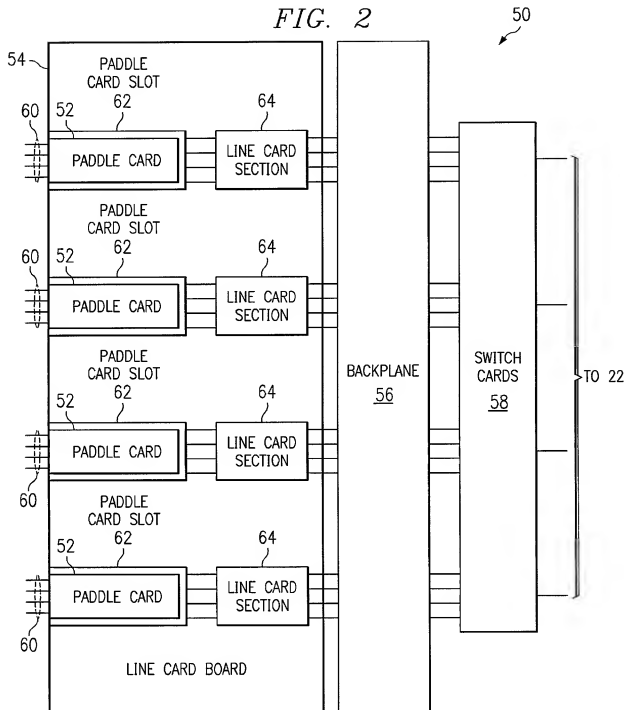 FIG. 2
50
54
PADDLE
CARD SLOT
60
52
62
64
PADDLE CARD
LINE CARD
SECTION
PADDLE
CARD SLOT
60
52
62
64
PADDLE CARD
LINE CARD
SECTION
BACKPLANE
56
SWITCH
CARDS
58
TO 22
PADDLE
CARD SLOT
52
62
64
PADDLE CARD
LINE CARD
SECTION
60
PADDLE
CARD SLOT
52
62
64
PADDLE CARD
LINE CARD
SECTION
60
LINE CARD BOARD